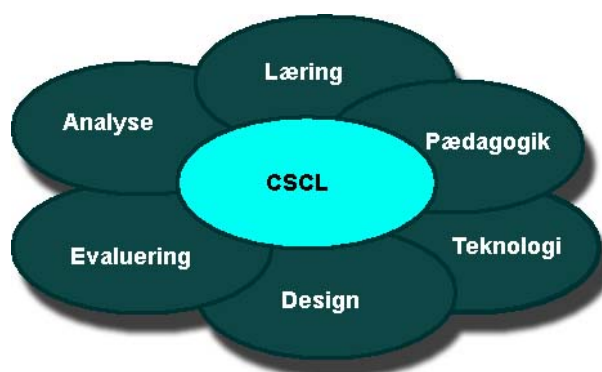 Læring
Analyse
Pædagogik
CSCL
Evaluering
Teknologi
Design